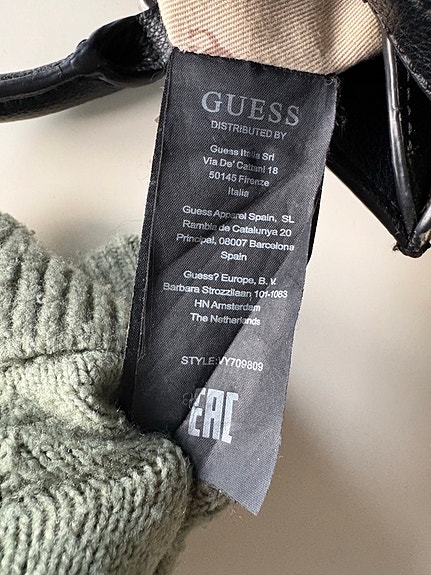 GUESS
DISTRIBUTED BY
Guess Italia Srl
Via De' Cattani 18
50145 Firenze
Italia
Guess Apparel Spain, SL
Rambla de Catalunya 20
Principal, 08007 Barcelona
Spain
Guess? Europe, B.V.
Barbara Strozzilaan 101-1083
HN Amsterdam
The Netherlands
STYLE:VY709809
EAC